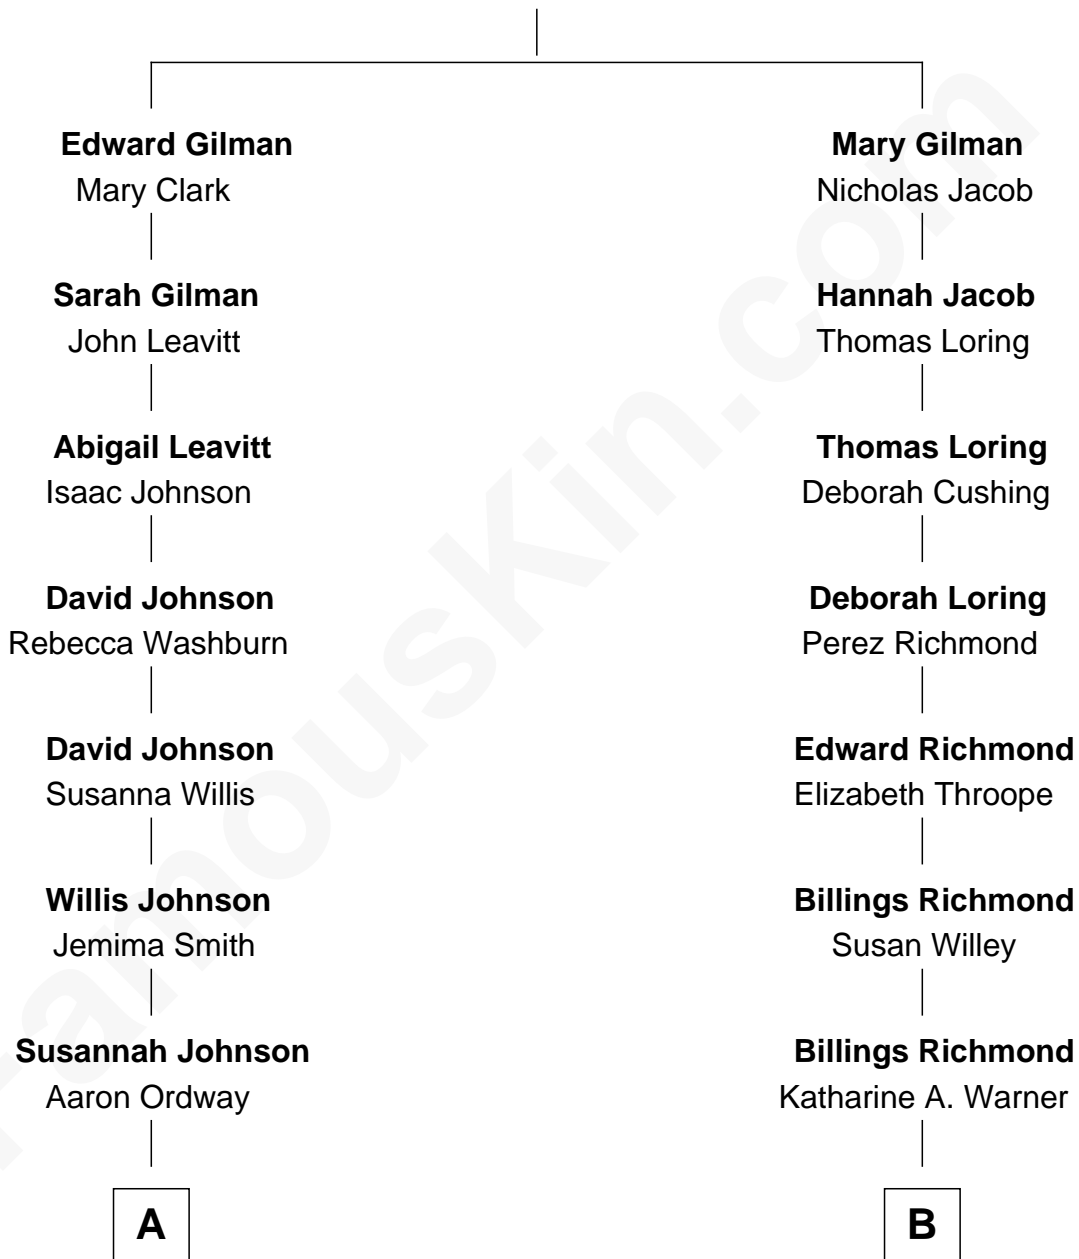 Edward Gilman
Mary Clark
Sarah Gilman
John Leavitt
Abigail Leavitt
Isaac Johnson
David Johnson
Rebecca Washburn
David Johnson
Susanna Willis
Willis Johnson
Jemima Smith
Susannah Johnson
Aaron Ordway
A
Mary Gilman
Nicholas Jacob
Hannah Jacob
Thomas Loring
Thomas Loring
Deborah Cushing
Deborah Loring
Perez Richmond
Edward Richmond
Elizabeth Throope
Billings Richmond
Susan Willey
Billings Richmond
Katharine A. Warner
B
FamousKin.com